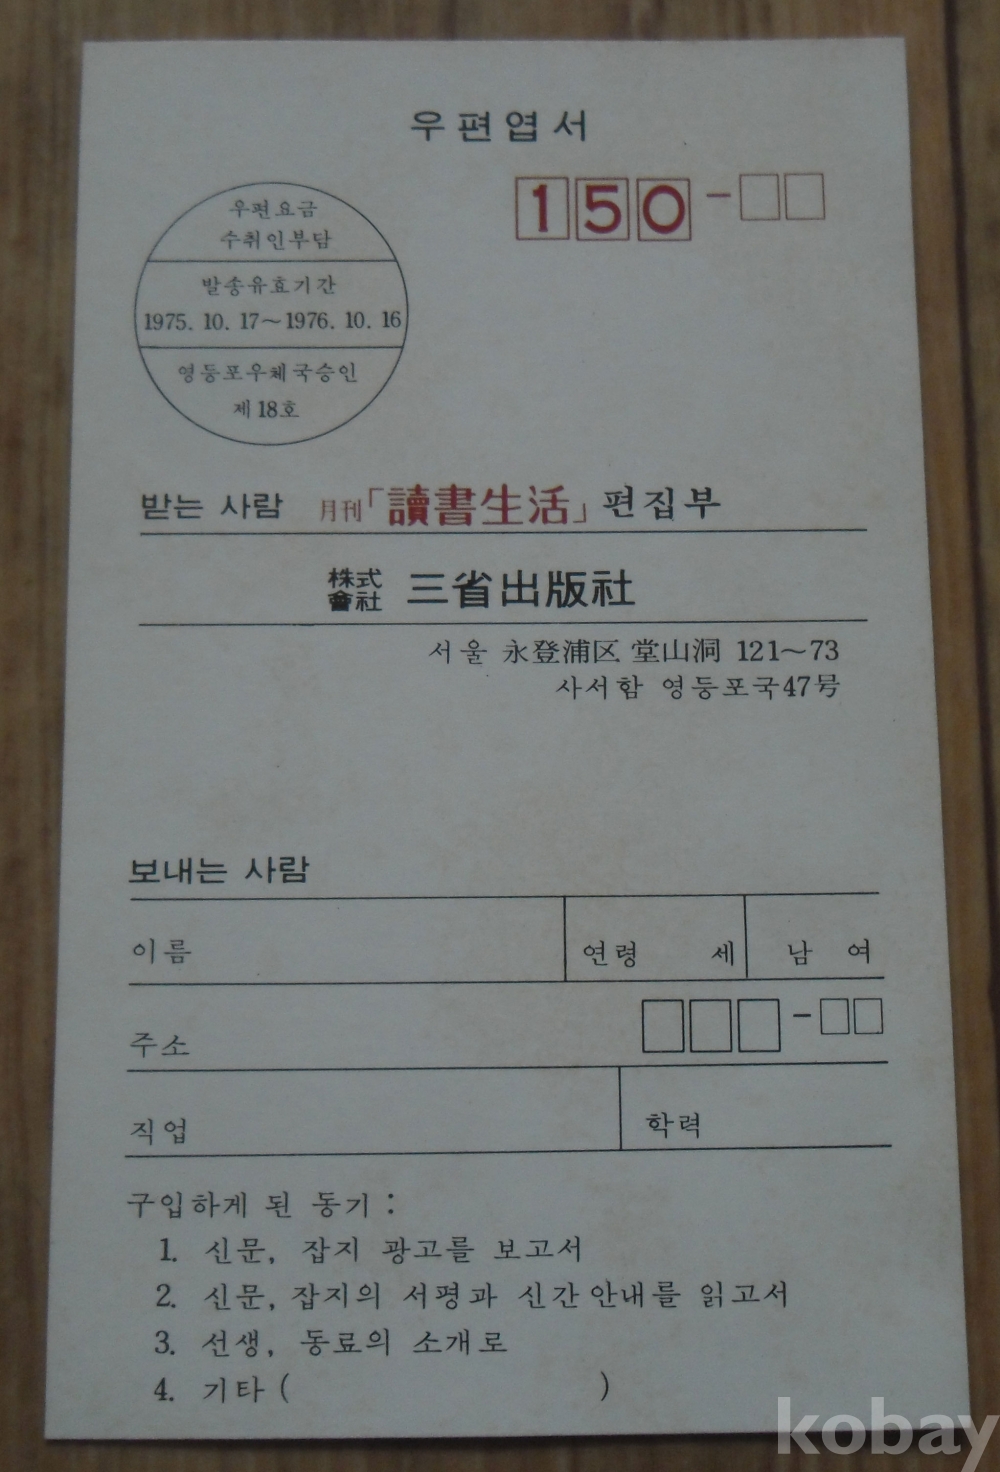 우편엽서
150-
우편요금
수취인부담
발송유효기간
1975. 10. 17~1976. 10. 16
영등포우체국승인
제18호
받는 사람 月刊「讀書生活」편집부
株式會社 三省出版社
서울 永登浦区 堂山洞 121~73
사서함 영등포국47号
보내는 사람
이름 연령 세 남 여
주소 -
직업 학력
구입하게 된 동기 :
1. 신문, 잡지 광고를 보고서
2. 신문, 잡지의 서평과 신간안내를 읽고서
3. 선생, 동료의 소개로
4. 기타 ( )
kobay